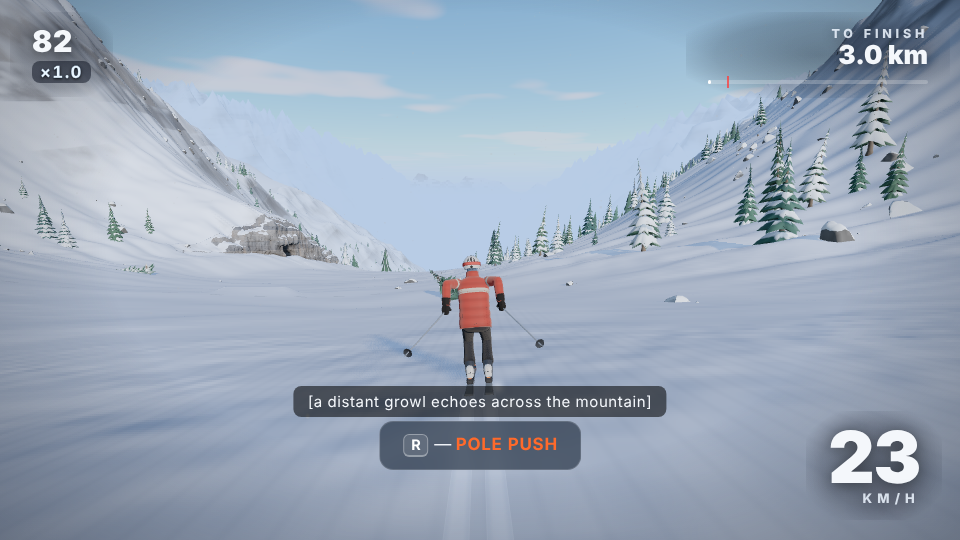 82
×1.0
TO FINISH
3.0 km
[a distant growl echoes across the mountain]
R — POLE PUSH
23
KM/H